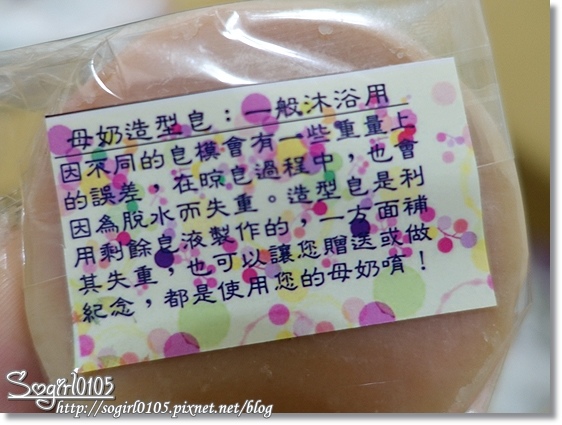 母奶造型皂：一般沐浴用
因不同的皂模會有一些重量上
的誤差，在晾皂過程中，也會
因為脫水而失重。造型皂是利
用剩餘皂液製作的，一方面補
其失重，也可以讓您贈送或做
紀念，都是使用您的母奶唷！
Sogirl0105
http://sogirl0105.pixnet.net/blog